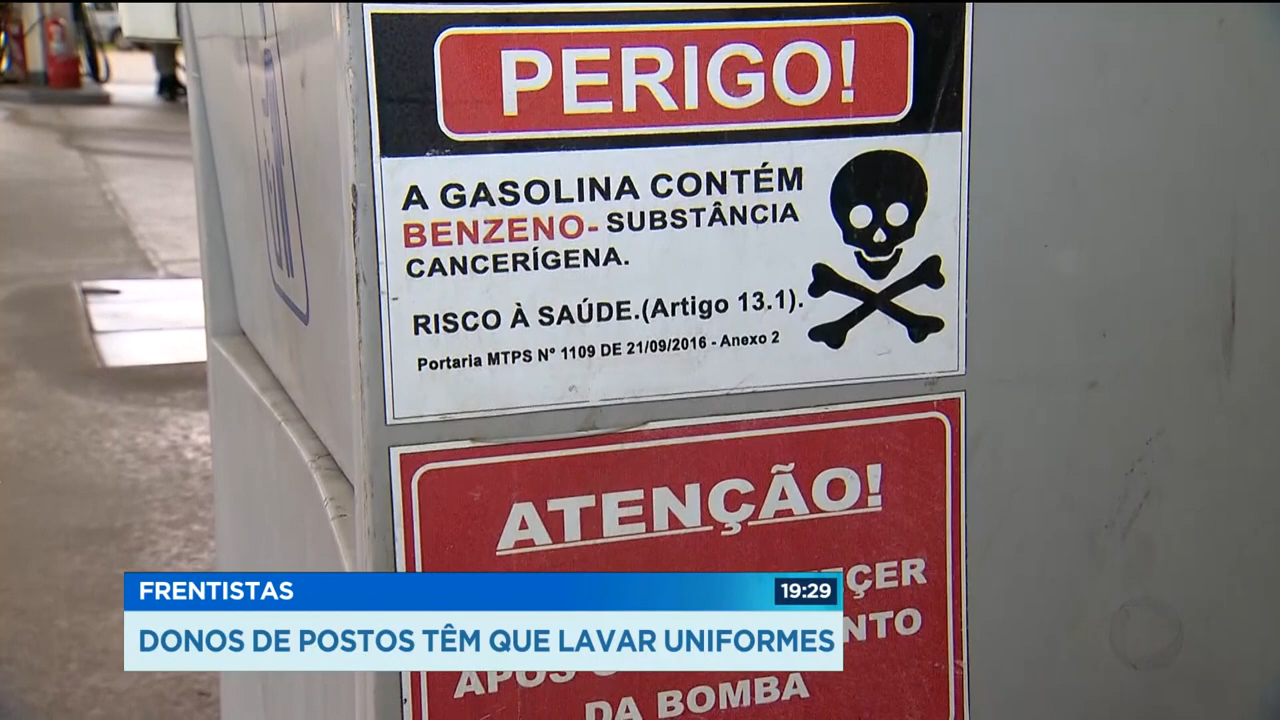 PERIGO!
A GASOLINA CONTÉM
BENZENO- SUBSTÂNCIA
CANCERÍGENA.
RISCO À SAÚDE.(Artigo 13.1).
Portaria MTPS Nº 1109 DE 21/09/2016 - Anexo 2
ATENÇÃO!
APÓS
DA BOMBA
FRENTISTAS
19:29
DONOS DE POSTOS TÊM QUE LAVAR UNIFORMES